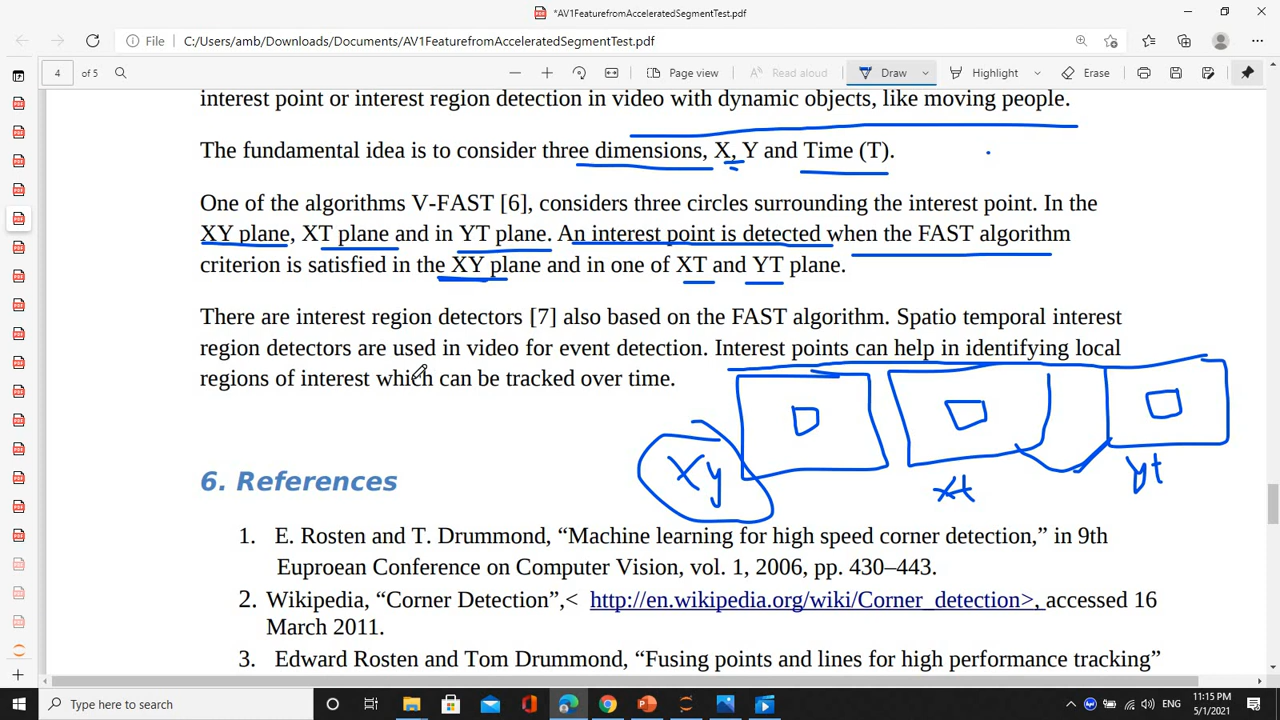 *AV1FeaturefromAcceleratedSegmentTest.pdf
File
C:/Users/amb/Downloads/Documents/AV1FeaturefromAcceleratedSegmentTest.pdf
4 of 5
Page view
Read aloud
Draw
Highlight
Erase
interest point or interest region detection in video with dynamic objects, like moving people.
The fundamental idea is to consider three dimensions, X, Y and Time (T).
One of the algorithms V-FAST [6], considers three circles surrounding the interest point. In the
XY plane, XT plane and in YT plane. An interest point is detected when the FAST algorithm
criterion is satisfied in the XY plane and in one of XT and YT plane.
There are interest region detectors [7] also based on the FAST algorithm. Spatio temporal interest
region detectors are used in video for event detection. Interest points can help in identifying local
regions of interest which can be tracked over time.
xy
xt
yt
6. References
1. E. Rosten and T. Drummond, “Machine learning for high speed corner detection,” in 9th
Euproean Conference on Computer Vision, vol. 1, 2006, pp. 430–443.
2. Wikipedia, “Corner Detection”,< http://en.wikipedia.org/wiki/Corner_detection>, accessed 16
March 2011.
3. Edward Rosten and Tom Drummond, “Fusing points and lines for high performance tracking”
Type here to search
ENG
11:15 PM
5/1/2021